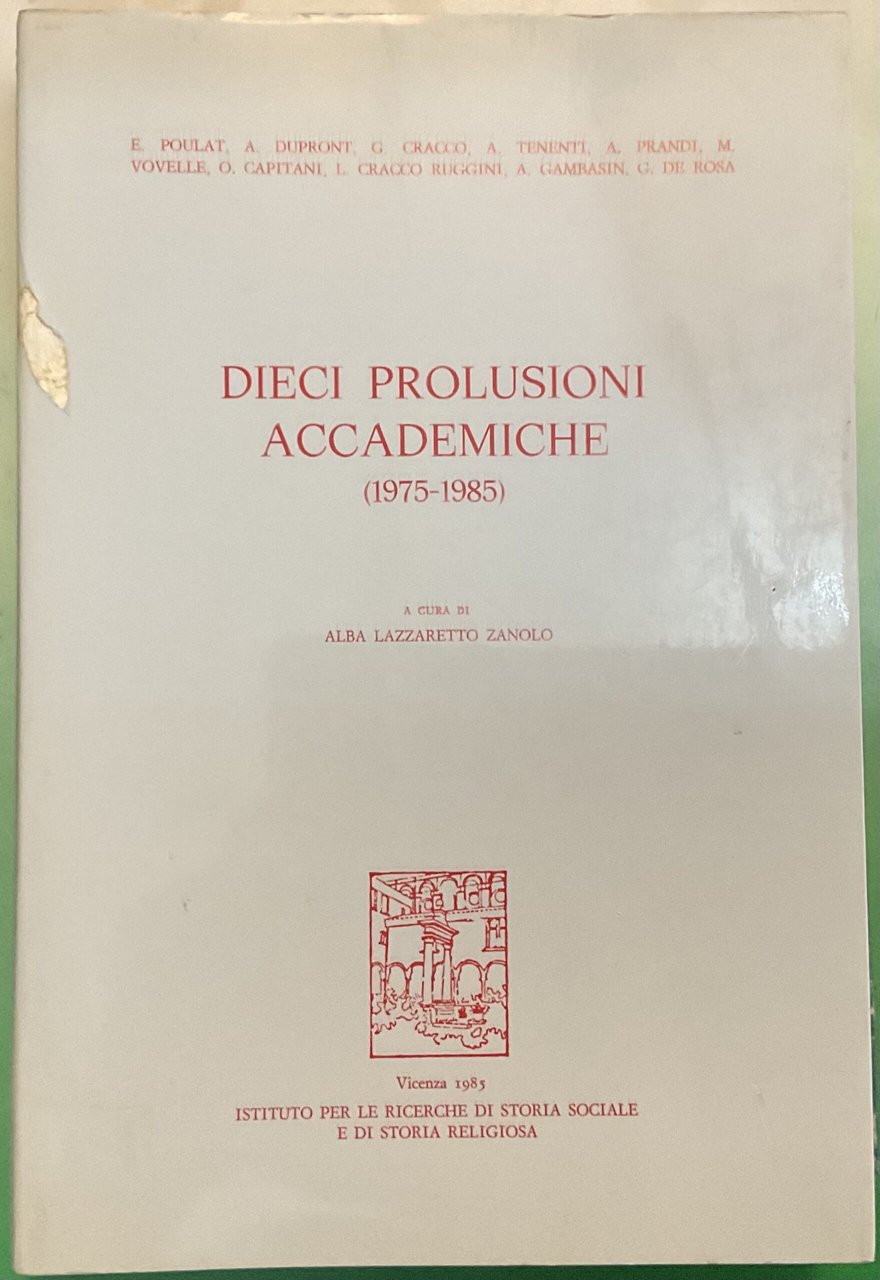 E. POULAT, A. DUPRONT, G. CRACCO, A. TENENTI, A. PRANDI, M.
VOVELLE, O. CAPITANI, L. CRACCO RUGGINI, A. GAMBASIN, G. DE ROSA
DIECI PROLUSIONI
ACCADEMICHE
(1975-1985)
A CURA DI
ALBA LAZZARETTO ZANOLO
Vicenza 1985
ISTITUTO PER LE RICERCHE DI STORIA SOCIALE
E DI STORIA RELIGIOSA